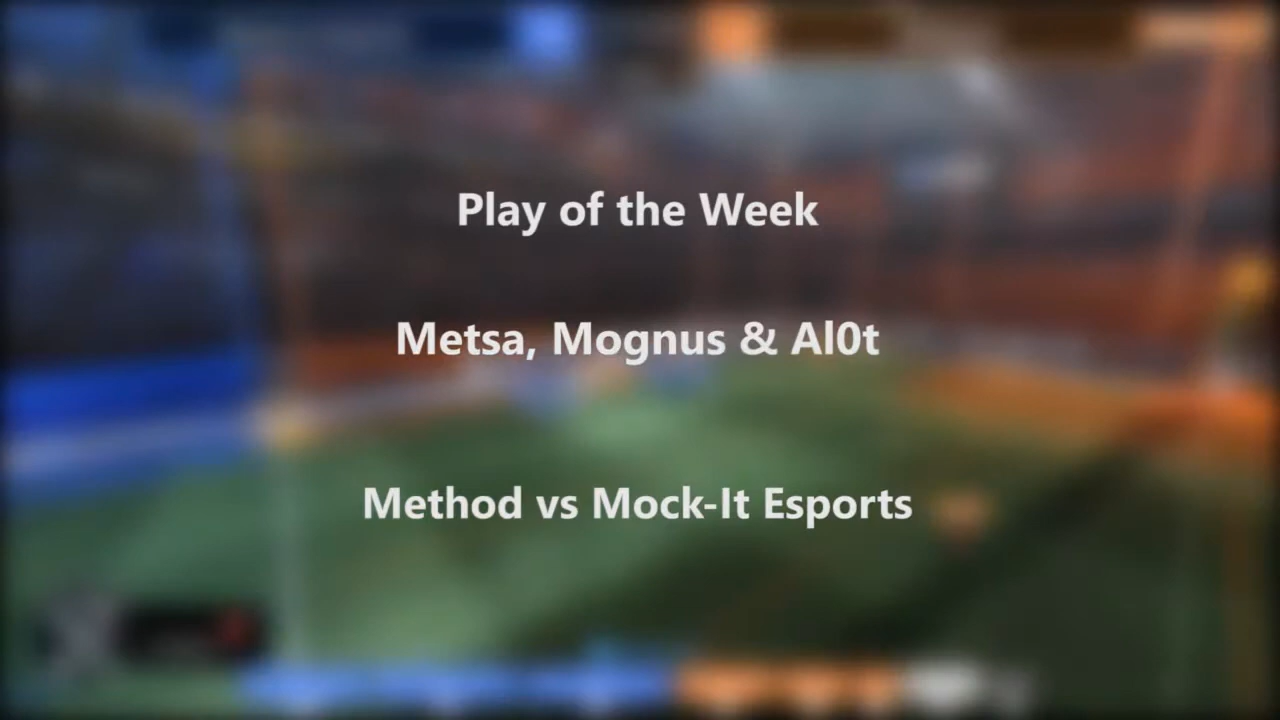 Play of the Week
Metsa, Mognus & Al0t
Method vs Mock-It Esports